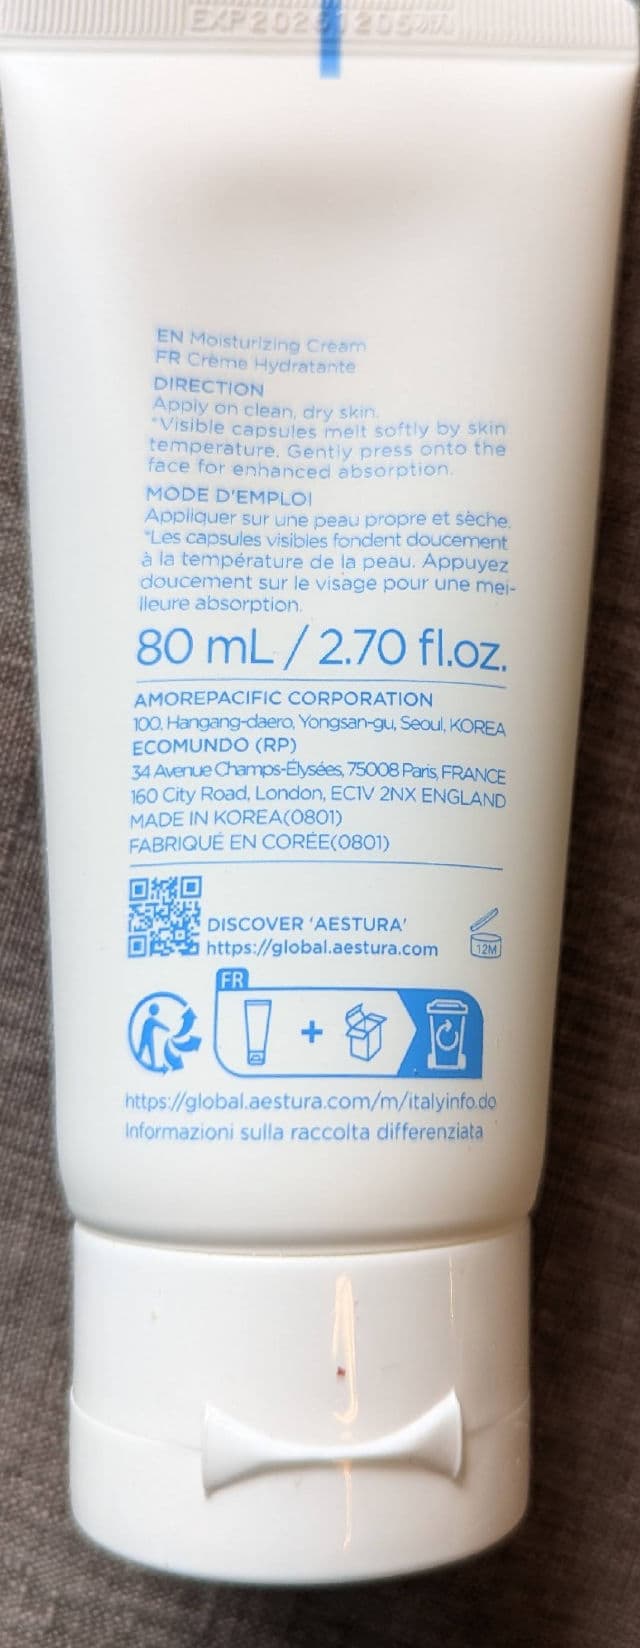 EXP20261205
EN Moisturizing Cream
FR Crème Hydratante
DIRECTION
Apply on clean, dry skin.
*Visible capsules melt softly by skin
temperature. Gently press onto the
face for enhanced absorption.
MODE D'EMPLOI
Appliquer sur une peau propre et sèche.
*Les capsules visibles fondent doucement
à la température de la peau. Appuyez
doucement sur le visage pour une mei-
lleure absorption.
80 mL / 2.70 fl.oz.
AMOREPACIFIC CORPORATION
100, Hangang-daero, Yongsan-gu, Seoul, KOREA
ECOMUNDO (RP)
34 Avenue Champs-Élysées, 75008 Paris, FRANCE
160 City Road, London, EC1V 2NX ENGLAND
MADE IN KOREA(0801)
FABRIQUÉ EN CORÉE(0801)
DISCOVER 'AESTURA'
https://global.aestura.com
12M
FR
+
https://global.aestura.com/m/italyinfo.do
Informazioni sulla raccolta differenziata